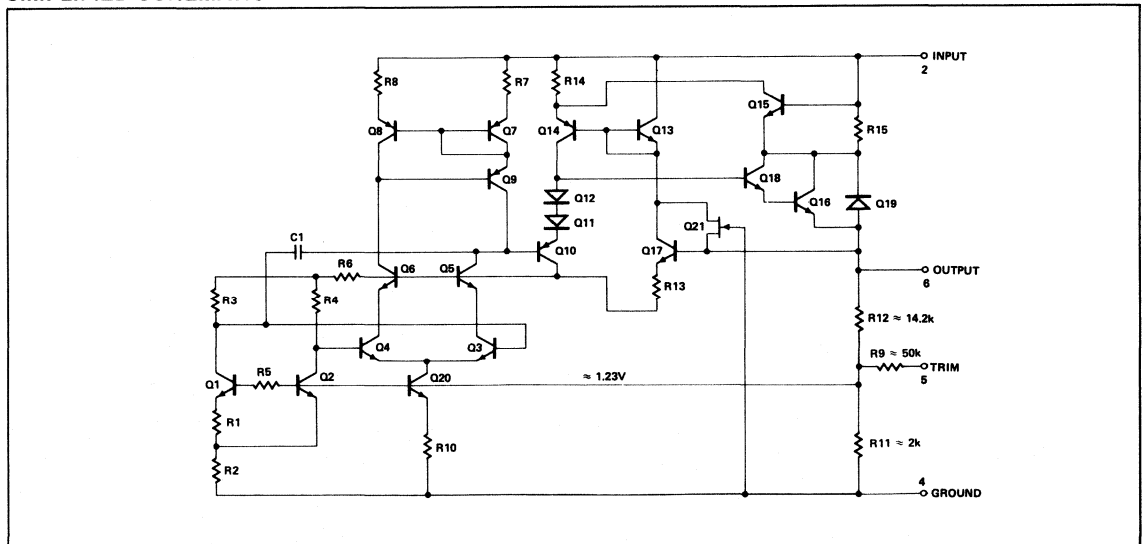 R8
R7
R14
INPUT
2
Q15
Q8
Q7
Q14
Q13
R15
Q9
Q18
Q12
Q16
Q19
Q11
Q21
C1
Q10
Q17
R6
Q6
Q5
OUTPUT
6
R3
R4
R13
R12 ≈ 14.2k
Q4
Q3
R9 ≈ 50k
TRIM
5
Q1
R5
Q2
Q20
≈ 1.23V
R1
R10
R11 ≈ 2k
R2
4
GROUND